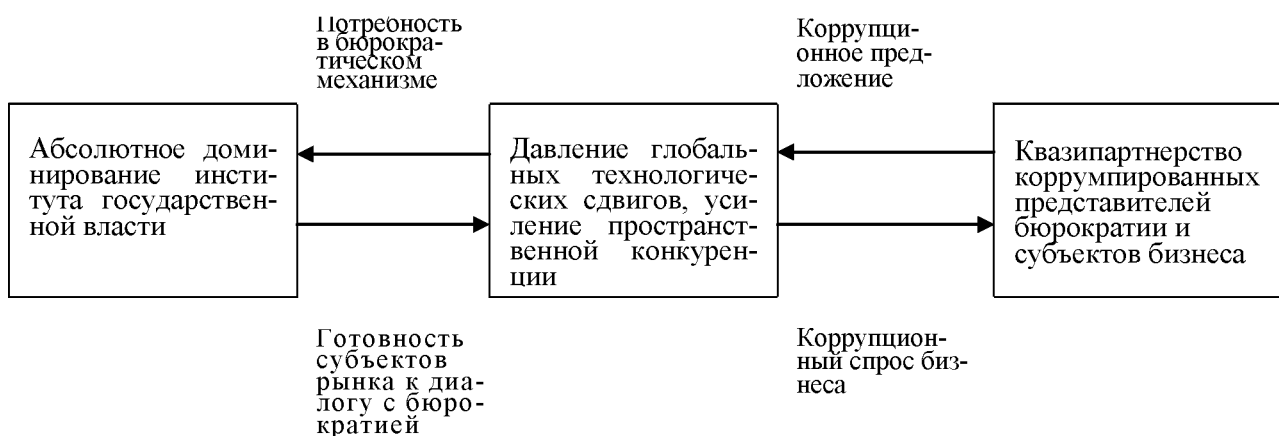 Потребность
в бюрокра-
тическом
механизме
Коррупци-
онное пред-
ложение
Абсолютное доми-
нирование инсти-
тута государствен-
ной власти
Давление глобаль-
ных технологиче-
ских сдвигов, уси-
ление пространст-
венной конкурен-
ции
Квазипартнерство
коррумпированных
представителей
бюрократии и
субъектов бизнеса
Готовность
субъектов
рынка к диа-
логу с бюро-
кратией
Коррупцион-
ный спрос биз-
неса